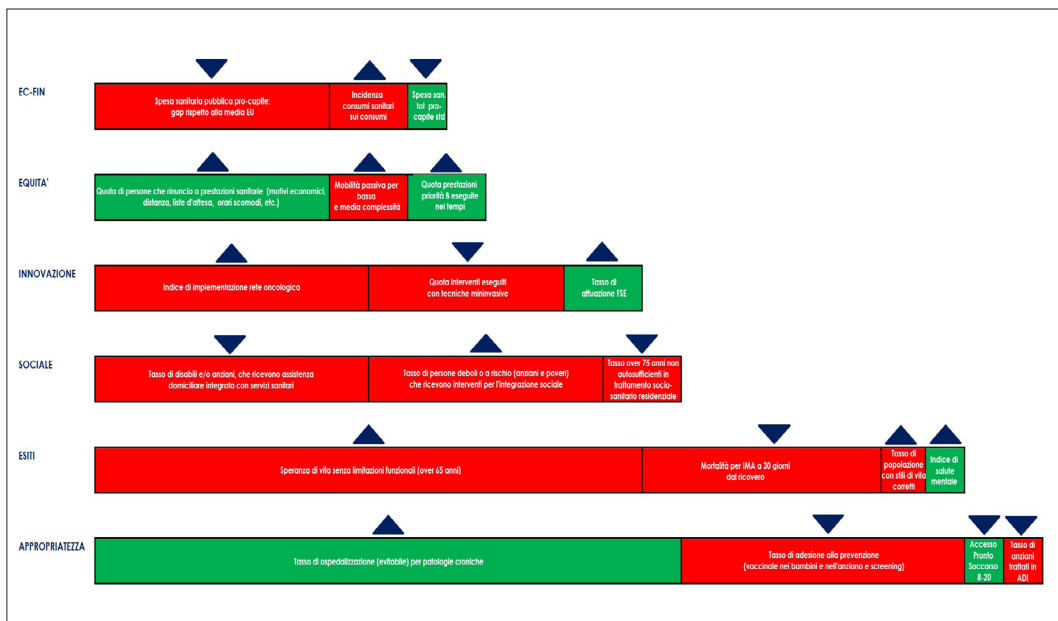 EC-FIN
Spesa sanitaria pubblica pro-capite:
gap rispetto alla media EU
Incidenza
consumi sanitari
sui consumi
Spesa san.
tot pro-
capite std
EQUITA'
Quota di persone che rinuncia a prestazioni sanitarie (motivi economici,
distanza, liste d'attesa, orari scomodi, etc.)
Mobilità passiva per
bassa
e media complessità
Quota prestazioni
priorità B eseguite
nei tempi
INNOVAZIONE
Indice di implementazione rete oncologica
Quota interventi eseguiti
con tecniche mininvasive
Tasso di
attuazione FSE
SOCIALE
Tasso di disabili e/o anziani, che ricevono assistenza
domiciliare integrata con servizi sanitari
Tasso di persone deboli o a rischio (anziani e poveri)
che ricevono interventi per l'integrazione sociale
Tasso over 75 anni non
autosufficienti in
trattamento socio-
sanitario residenziale
ESITI
Speranza di vita senza limitazioni funzionali (over 65 anni)
Mortalità per IMA a 30 giorni
dal ricovero
Tasso di
popolazione
con stili di vita
corretti
Indice di
salute
mentale
APPROPRIATEZZA
Tasso di ospedalizzazione (evitabile) per patologie croniche
Tasso di adesione alla prevenzione
(vaccinale nei bambini e nell'anziano e screening)
Accesso
Pronto
Soccorso
8-20
Tasso di
anziani
trattati in
ADI